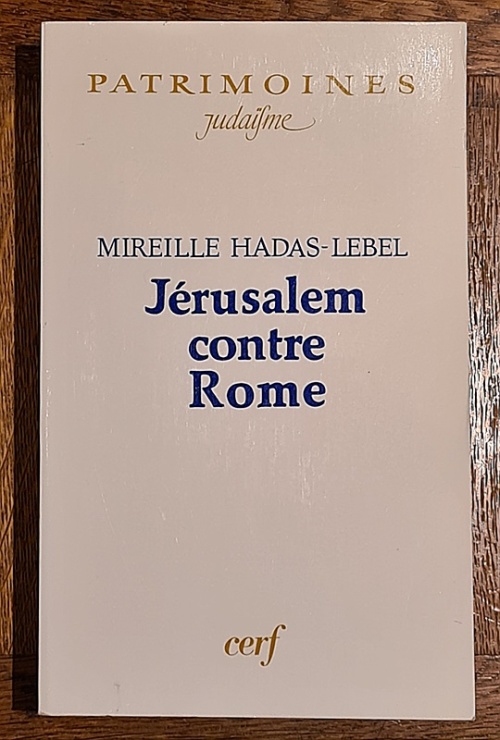 PATRIMOINES
judaïſme
MIREILLE HADAS-LEBEL
Jérusalem
contre
Rome
cerf